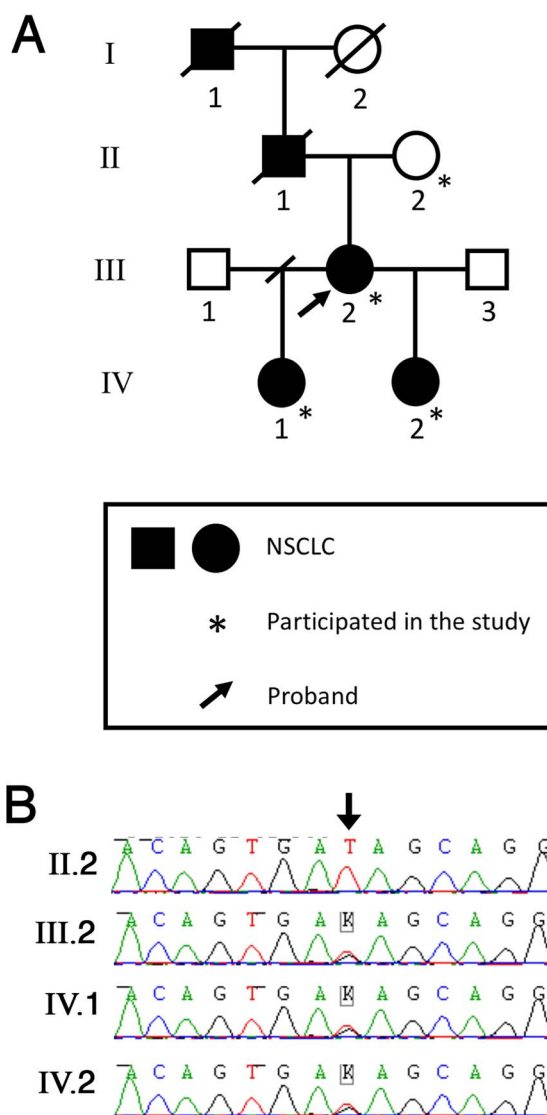 A
I
1
2
II
1
2 *
III
1
2 *
3
IV
1 *
2 *
NSCLC
* Participated in the study
Proband
B
II.2 A C A G T G A T A G C A G G
III.2 A C A G T G A K A G C A G G
IV.1 A C A G T G A K A G C A G G
IV.2 A C A G T G A K A G C A G G